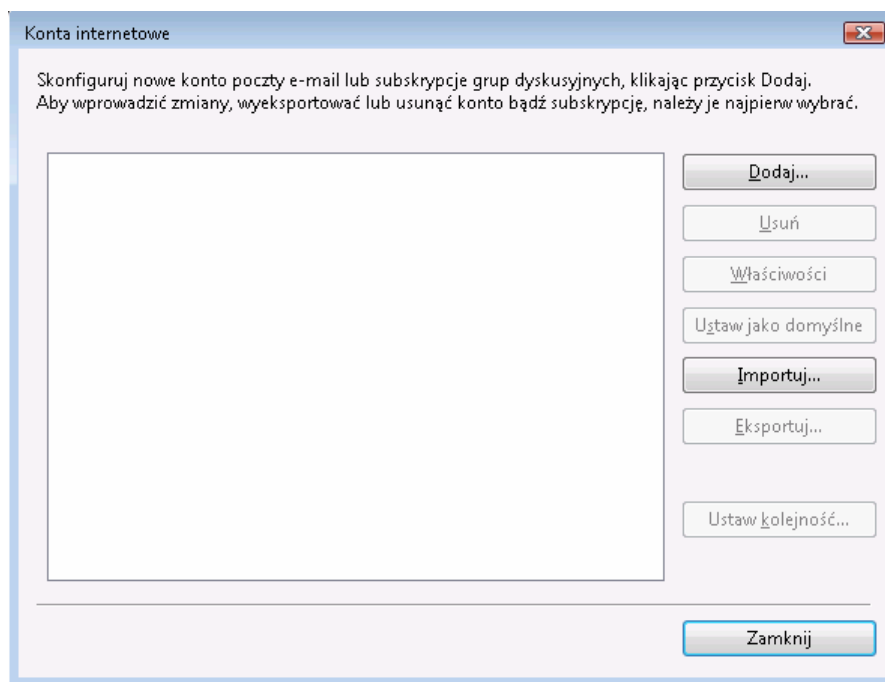 Konta internetowe
Skonfiguruj nowe konto poczty e-mail lub subskrypcje grup dyskusyjnych, klikając przycisk Dodaj.
Aby wprowadzić zmiany, wyeksportować lub usunąć konto bądź subskrypcję, należy je najpierw wybrać.
Dodaj...
Usuń
Właściwości
Ustaw jako domyślne
Importuj...
Eksportuj...
Ustaw kolejność...
Zamknij